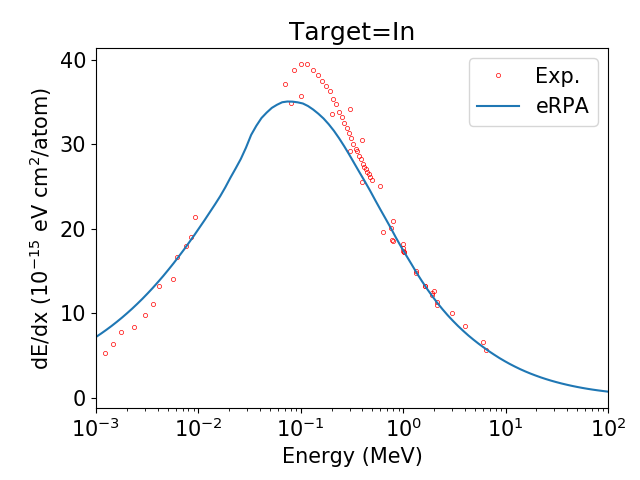 Target=In
dE/dx (10⁻¹⁵ eV cm²/atom)
40
30
20
10
0
Exp.
eRPA
10⁻³ 10⁻² 10⁻¹ 10⁰ 10¹ 10²
Energy (MeV)